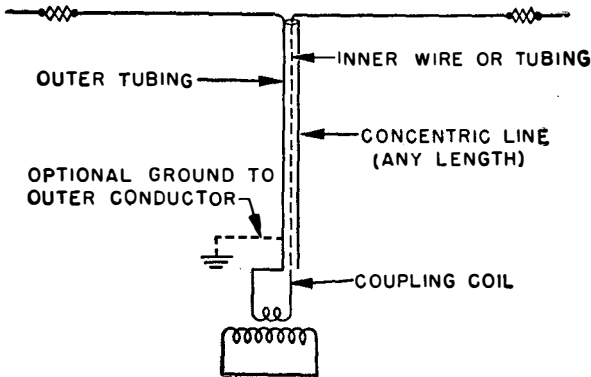 INNER WIRE OR TUBING
OUTER TUBING
CONCENTRIC LINE
(ANY LENGTH)
OPTIONAL GROUND TO
OUTER CONDUCTOR
COUPLING COIL